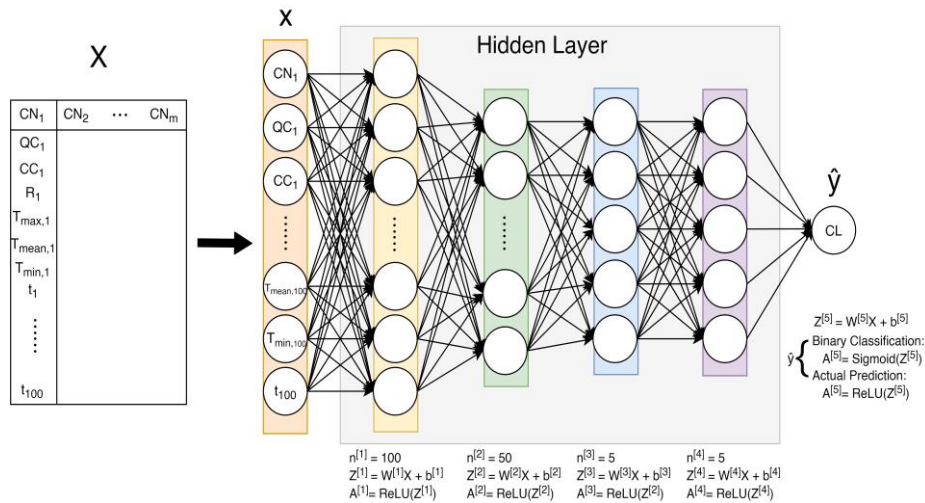 X
CN1 CN2 ... CNm
QC1
CC1
R1
Tmax,1
Tmean,1
Tmin,1
t1
......
t100
x
CN1
QC1
CC1
......
Tmean,100
Tmin,100
t100
Hidden Layer
......
......
ŷ
CL
n[1] = 100
Z[1] = W[1]X + b[1]
A[1]= ReLU(Z[1])
n[2] = 50
Z[2] = W[2]X + b[2]
A[2]= ReLU(Z[2])
n[3] = 5
Z[3] = W[3]X + b[3]
A[3]= ReLU(Z[2])
n[4] = 5
Z[4] = W[4]X + b[4]
A[4]= ReLU(Z[4])
Z[5] = W[5]X + b[5]
ŷ { Binary Classification:
A[5]= Sigmoid(Z[5])
Actual Prediction:
A[5]= ReLU(Z[5])